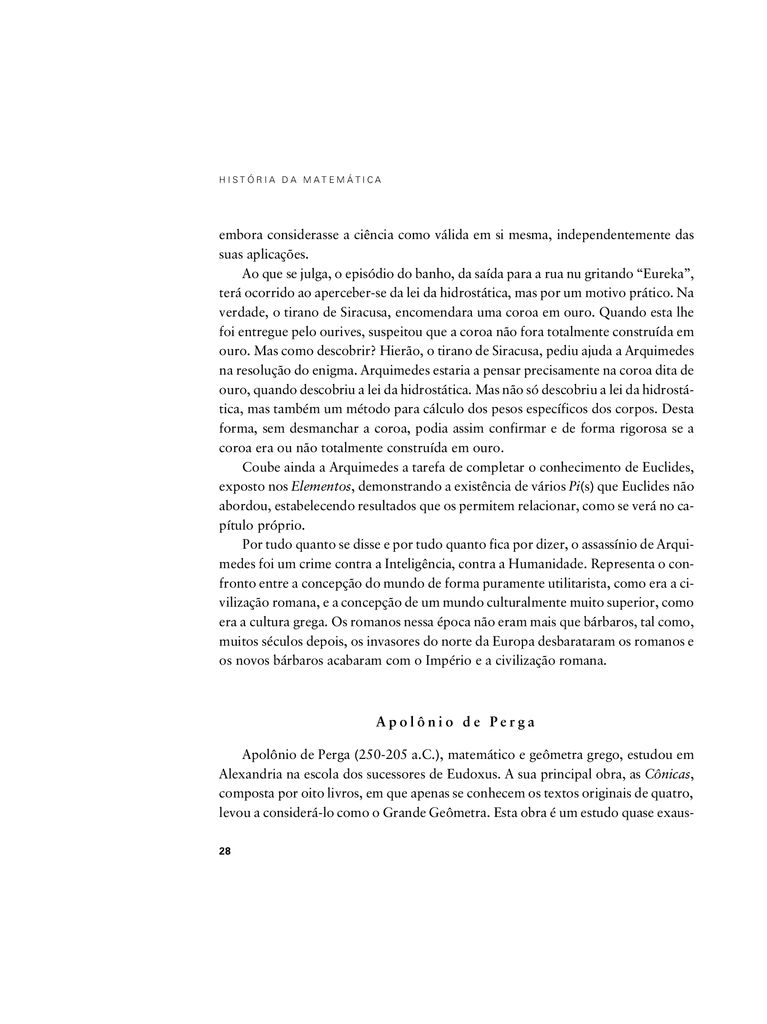 HISTÓRIA DA MATEMÁTICA
embora considerasse a ciência como válida em si mesma, independentemente das
suas aplicações.
Ao que se julga, o episódio do banho, da saída para a rua nu gritando “Eureka”,
terá ocorrido ao aperceber-se da lei da hidrostática, mas por um motivo prático. Na
verdade, o tirano de Siracusa, encomendara uma coroa em ouro. Quando esta lhe
foi entregue pelo ourives, suspeitou que a coroa não fora totalmente construída em
ouro. Mas como descobrir? Hierão, o tirano de Siracusa, pediu ajuda a Arquimedes
na resolução do enigma. Arquimedes estaria a pensar precisamente na coroa dita de
ouro, quando descobriu a lei da hidrostática. Mas não só descobriu a lei da hidrostá-
tica, mas também um método para cálculo dos pesos específicos dos corpos. Desta
forma, sem desmanchar a coroa, podia assim confirmar e de forma rigorosa se a
coroa era ou não totalmente construída em ouro.
Coube ainda a Arquimedes a tarefa de completar o conhecimento de Euclides,
exposto nos Elementos, demonstrando a existência de vários Pi(s) que Euclides não
abordou, estabelecendo resultados que os permitem relacionar, como se verá no ca-
pítulo próprio.
Por tudo quanto se disse e por tudo quanto fica por dizer, o assassínio de Arqui-
medes foi um crime contra a Inteligência, contra a Humanidade. Representa o con-
fronto entre a concepção do mundo de forma puramente utilitarista, como era a ci-
vilização romana, e a concepção de um mundo culturalmente muito superior, como
era a cultura grega. Os romanos nessa época não eram mais que bárbaros, tal como,
muitos séculos depois, os invasores do norte da Europa desbarataram os romanos e
os novos bárbaros acabaram com o Império e a civilização romana.
Apolônio de Perga
Apolônio de Perga (250-205 a.C.), matemático e geômetra grego, estudou em
Alexandria na escola dos sucessores de Eudoxus. A sua principal obra, as Cônicas,
composta por oito livros, em que apenas se conhecem os textos originais de quatro,
levou a considerá-lo como o Grande Geômetra. Esta obra é um estudo quase exaus-
28